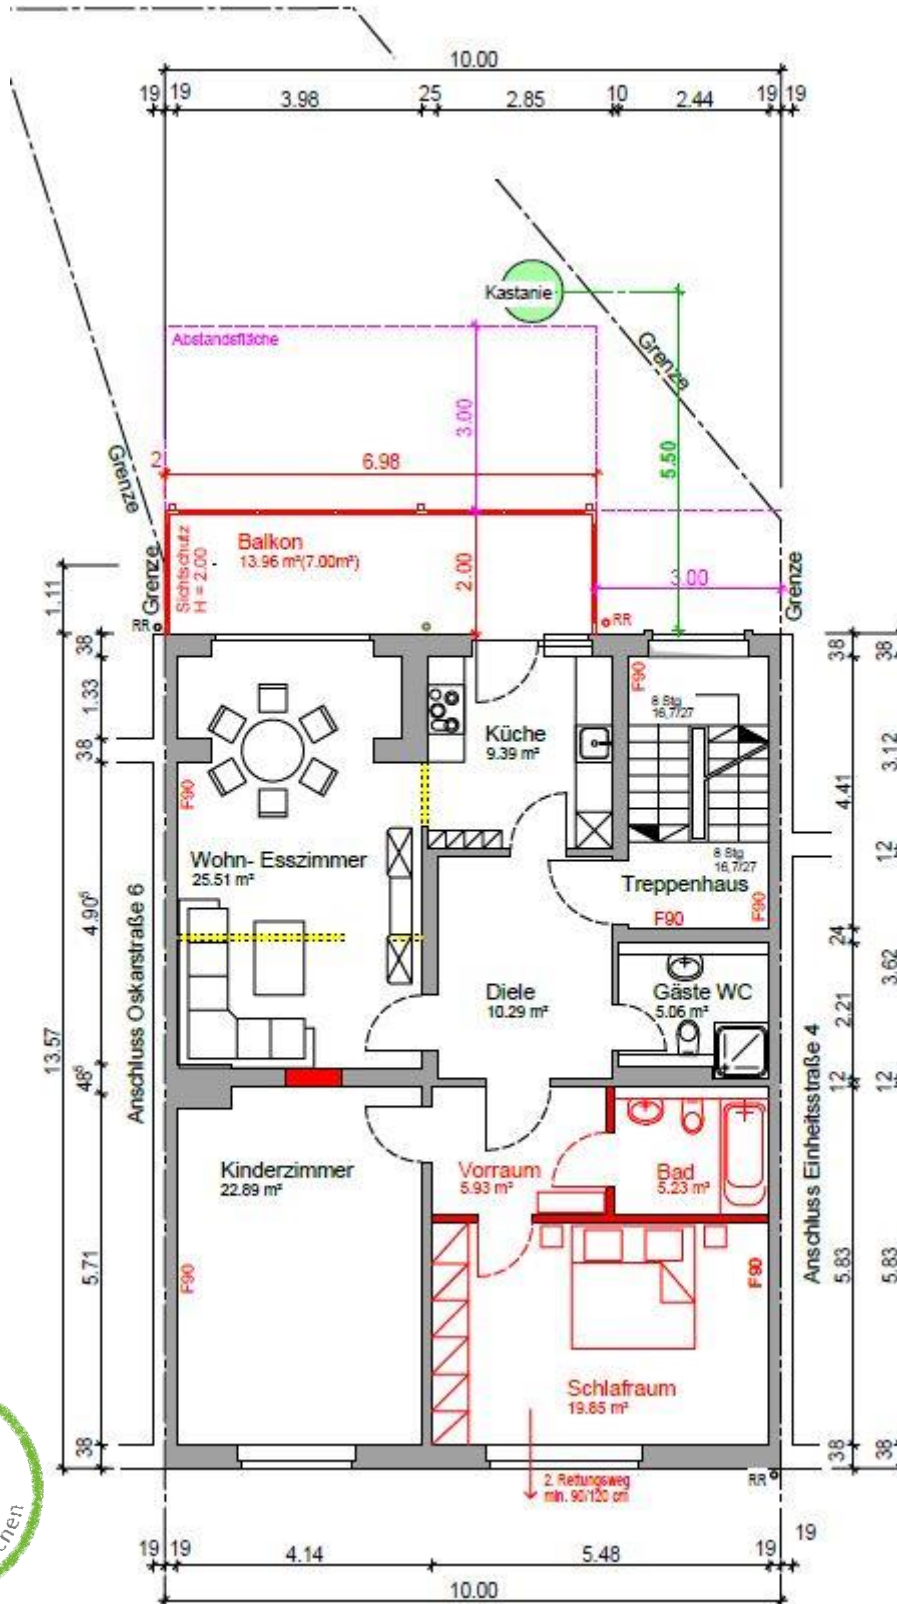 10.00
19 19 3.98 25 2.85 10 2.44 19 19
Kastanie
Abstandsfläche
Grenze
3.00
5.50
Grenze
2 6.98
Balkon
13.96 m²(7.00m²)
Sichtschutz
H = 2.00
2.00
3.00
Grenze
Grenze
1.11
RR
RR
38
38
38
F90
8 Stg
16,7/27
1.33
Küche
9.39 m²
3.12
38
4.41
F90
Wohn- Esszimmer
25.51 m²
12
8 Stg
16,7/27
Treppenhaus
F90
F90
4.90⁵
Anschluss Oskarstraße 6
24
Diele
10.29 m²
Gäste WC
5.06 m²
3.62
2.21
13.57
48⁵
12
12
Anschluss Einheitsstraße 4
Kinderzimmer
22.89 m²
Vorraum
5.93 m²
Bad
5.23 m²
5.71
F90
F90
5.83
5.83
Schlafraum
19.85 m²
38
38
38
2. Rettungsweg
min. 90/120 cm
RR
19
19 19 4.14 5.48 19
10.00